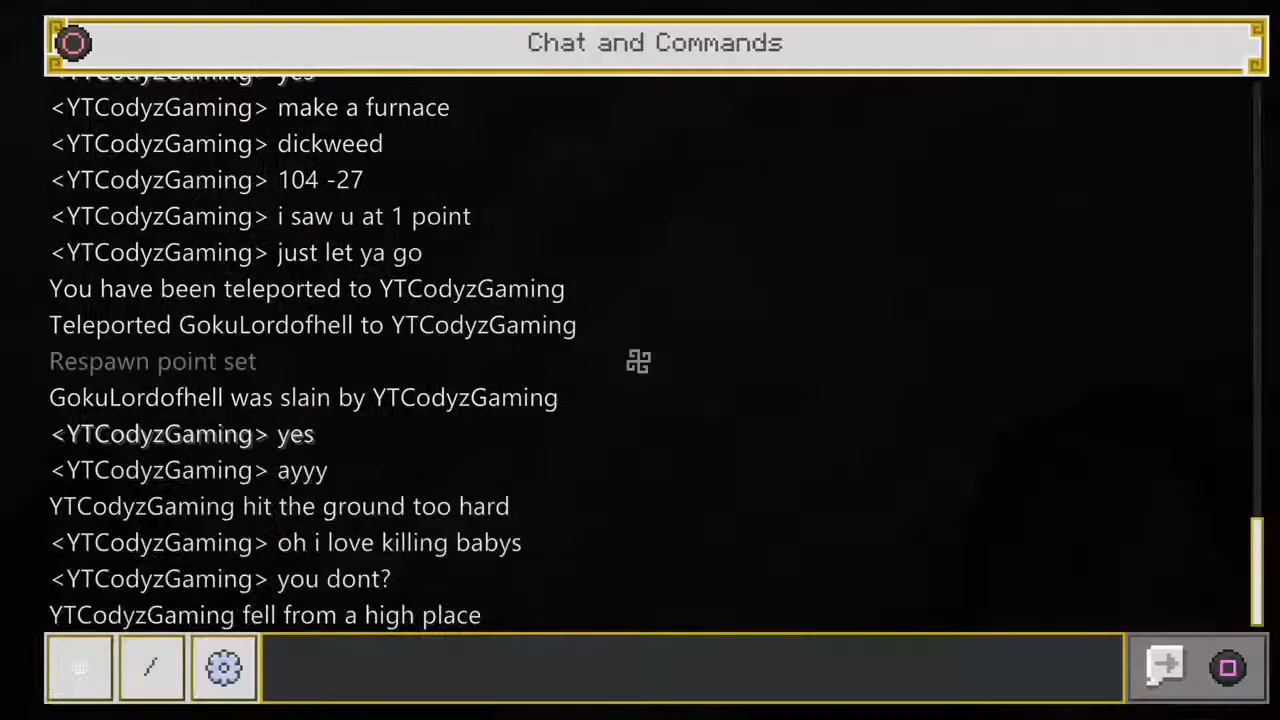 Chat and Commands
<YTCodyzGaming> yes
<YTCodyzGaming> make a furnace
<YTCodyzGaming> dickweed
<YTCodyzGaming> 104 -27
<YTCodyzGaming> i saw u at 1 point
<YTCodyzGaming> just let ya go
You have been teleported to YTCodyzGaming
Teleported GokuLordofhell to YTCodyzGaming
Respawn point set
GokuLordofhell was slain by YTCodyzGaming
<YTCodyzGaming> yes
<YTCodyzGaming> ayyy
YTCodyzGaming hit the ground too hard
<YTCodyzGaming> oh i love killing babys
<YTCodyzGaming> you dont?
YTCodyzGaming fell from a high place
/